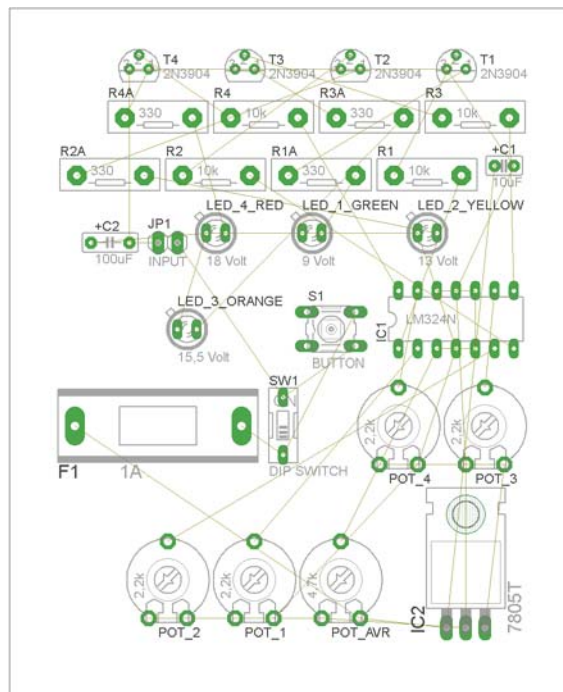 T4 T3 T2 T1
2N3904 2N3904 2N3904 2N3904
R4A R4 R3A R3
330 10k 330 10k
+C1
R2A R2 R1A R1
330 10k 330 10k
10uF
LED_4_RED LED_1_GREEN LED_2_YELLOW
+C2 JP1
100uF INPUT 18 Volt 9 Volt 13 Volt
LED_3_ORANGE S1
LM324N
IC1
15,5 Volt BUTTON
SW1
ON
2,2k 2,2k
F1 1A DIP SWITCH
POT_4 POT_3
2,2k 2,2k 4,7k
POT_2 POT_1 POT_AVR
IC2
7805T